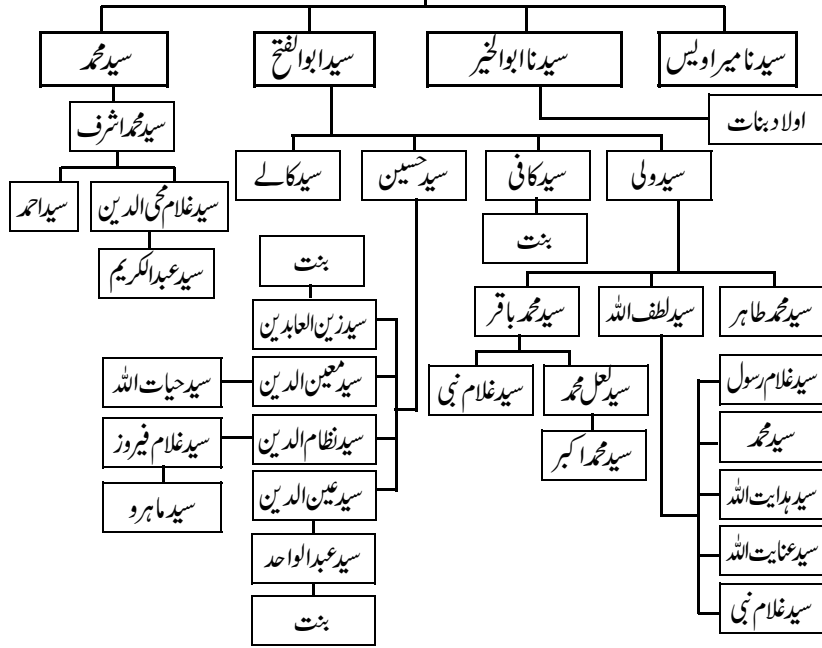 سیدنا میر اویس
سیدنا ابوالخیر
سید ابوالفتح
سید محمد
اولاد بنات
سید محمد اشرف
سید ولی
سید کافی
سید حسین
سید کالے
سید غلام محی الدین
سید احمد
بنت
بنت
سید عبدالکریم
سید محمد طاہر
سید لطف اللہ
سید محمد باقر
سید زین العابدین
سید غلام رسول
سید لعل محمد
سید غلام نبی
سید معین الدین
سید حیات اللہ
سید محمد
سید محمد اکبر
سید نظام الدین
سید غلام فیروز
سید ہدایت اللہ
سید عین الدین
سید ماہرو
سید عنایت اللہ
سید عبدالواحد
سید غلام نبی
بنت